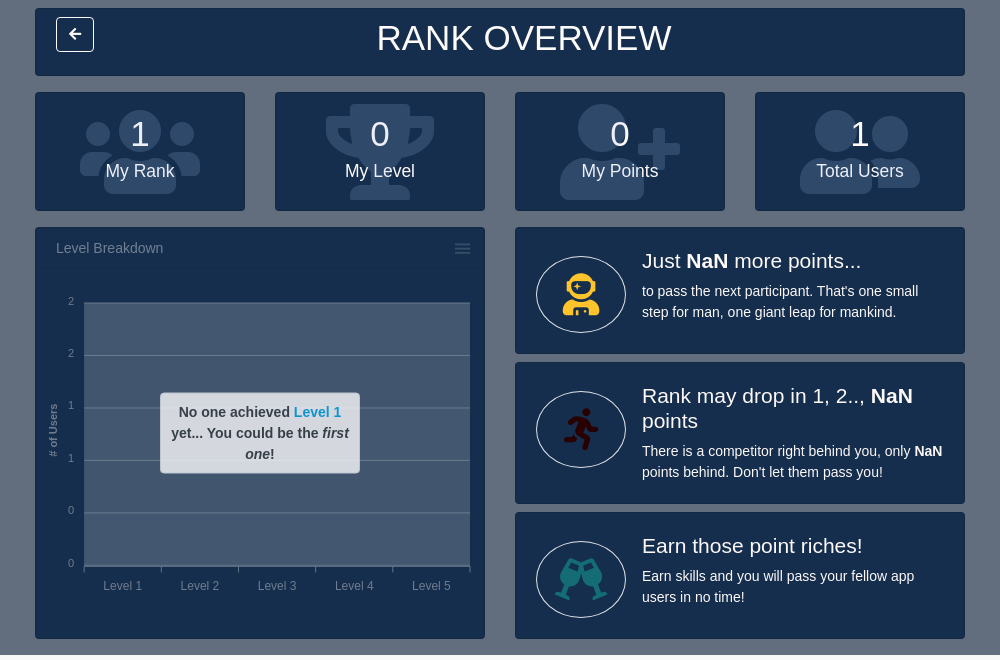 RANK OVERVIEW
1
My Rank
0
My Level
0
My Points
1
Total Users
Level Breakdown
2
2
1
1
0
0
# of Users
No one achieved Level 1
yet... You could be the first
one!
Level 1 Level 2 Level 3 Level 4 Level 5
Just NaN more points...
to pass the next participant. That's one small
step for man, one giant leap for mankind.
Rank may drop in 1, 2.., NaN
points
There is a competitor right behind you, only NaN
points behind. Don't let them pass you!
Earn those point riches!
Earn skills and you will pass your fellow app
users in no time!